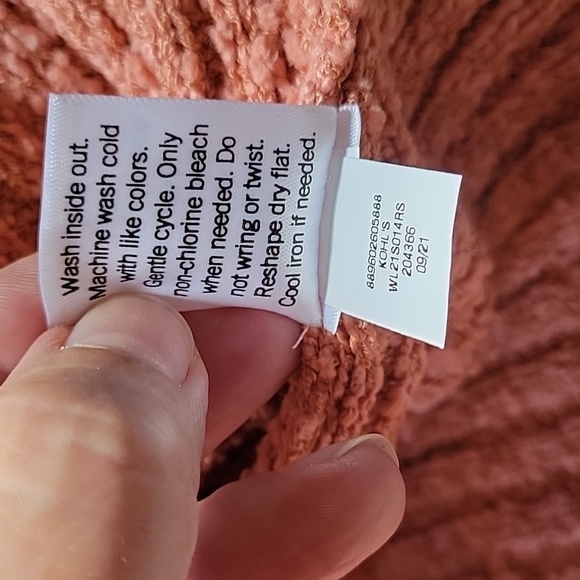 Wash inside out.
Machine wash cold
with like colors.
Gentle cycle. Only
non-chlorine bleach
when needed. Do
not wring or twist.
Reshape dry flat.
Cool iron if needed.
889602605888
KOHL'S
WL21S014RS
204366
09/21